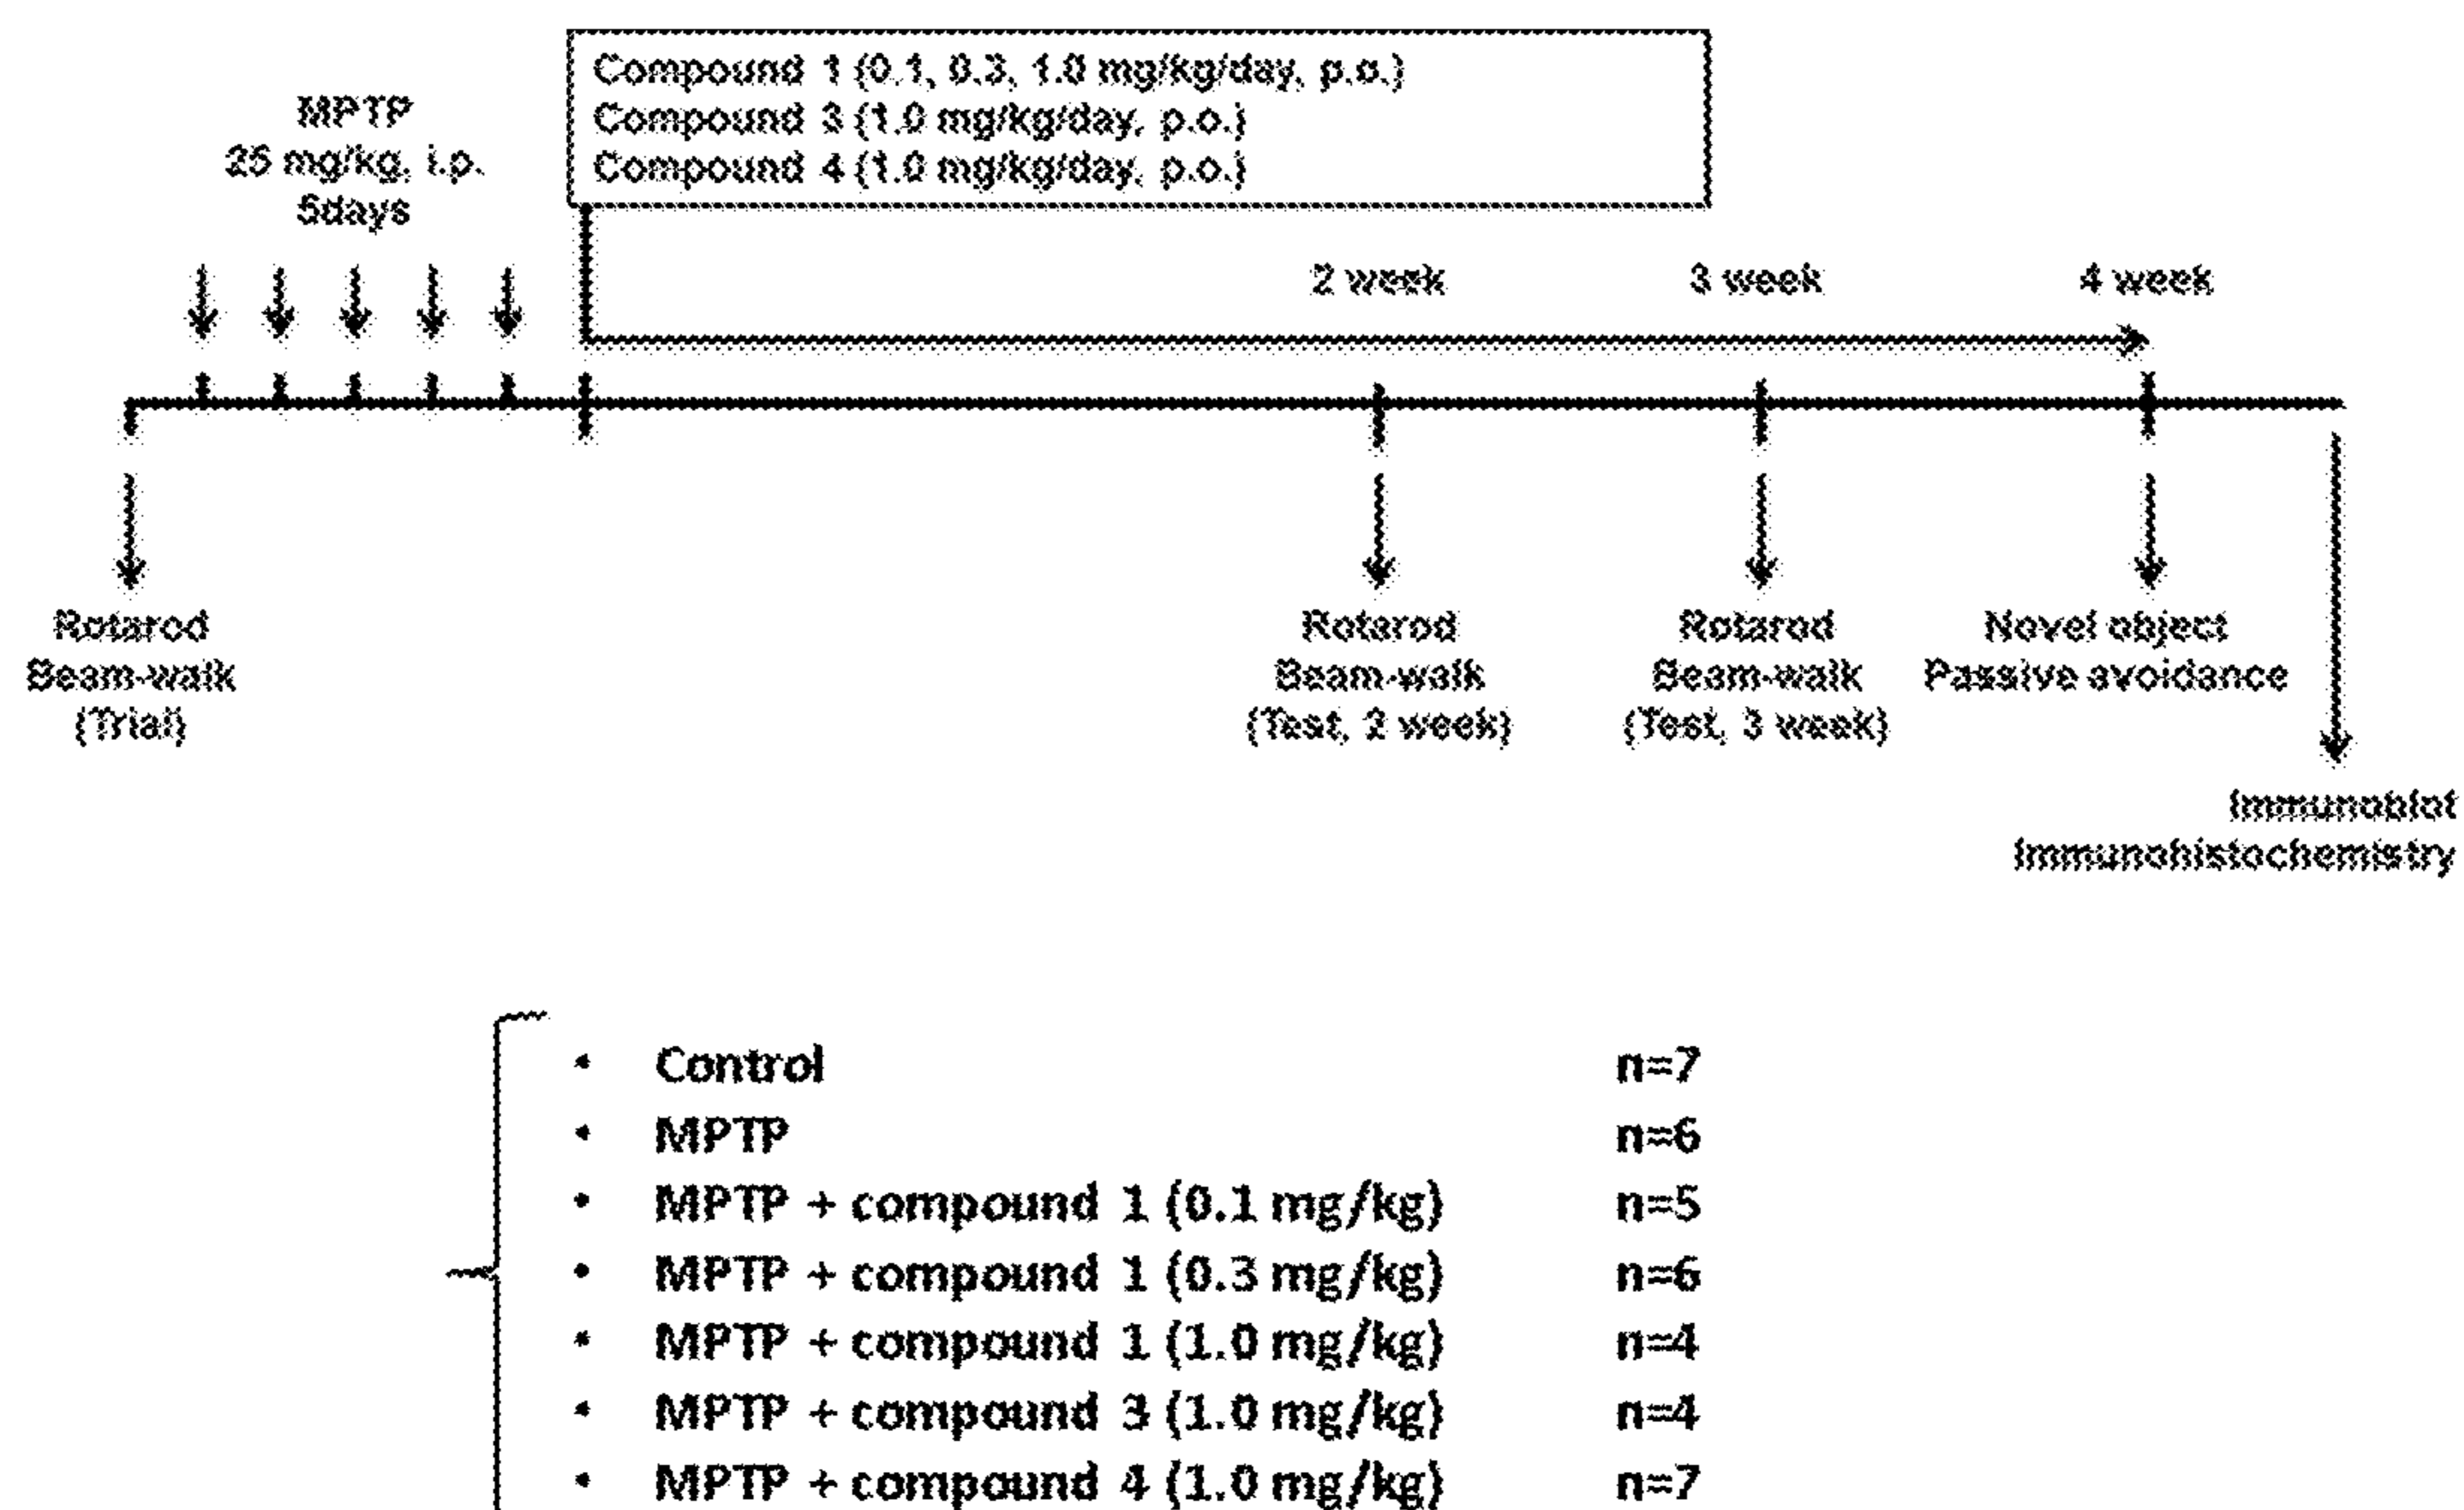 Compound 1 (0.1, 0.3, 1.0 mg/kg/day, p.o.)
Compound 3 (1.0 mg/kg/day, p.o.)
Compound 4 (1.0 mg/kg/day, p.o.)
MPTP
25 mg/kg, i.p.
5days
2 week
3 week
4 week
Rotarod
Beam-walk
(Trial)
Rotarod
Beam-walk
(Test, 2 week)
Rotarod
Beam-walk
(Test, 3 week)
Novel object
Passive avoidance
Immunoblot
Immunohistochemistry
• Control n=7
• MPTP n=6
• MPTP + compound 1 (0.1 mg/kg) n=5
• MPTP + compound 1 (0.3 mg/kg) n=6
• MPTP + compound 1 (1.0 mg/kg) n=4
• MPTP + compound 3 (1.0 mg/kg) n=4
• MPTP + compound 4 (1.0 mg/kg) n=7